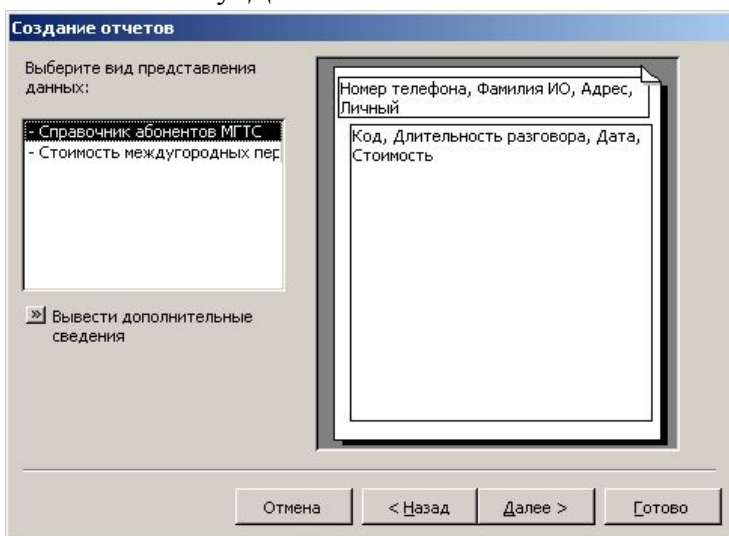 Создание отчетов
Выберите вид представления
данных:
- Справочник абонентов МГТС
- Стоимость междугородных пер
Номер телефона, Фамилия ИО, Адрес,
Личный
Код, Длительность разговора, Дата,
Стоимость
Вывести дополнительные
сведения
Отмена
< Назад
Далее >
Готово